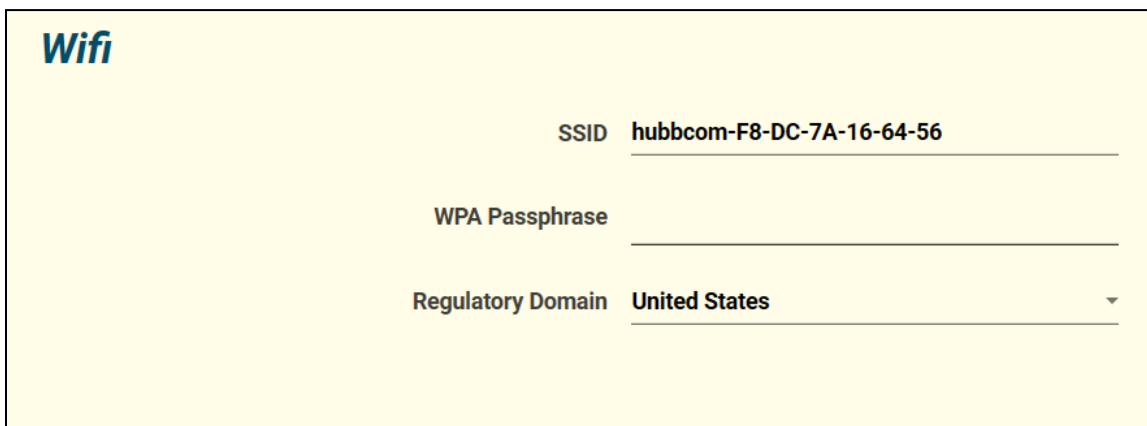 Wifi
SSID hubbcom-F8-DC-7A-16-64-56
WPA Passphrase
Regulatory Domain United States